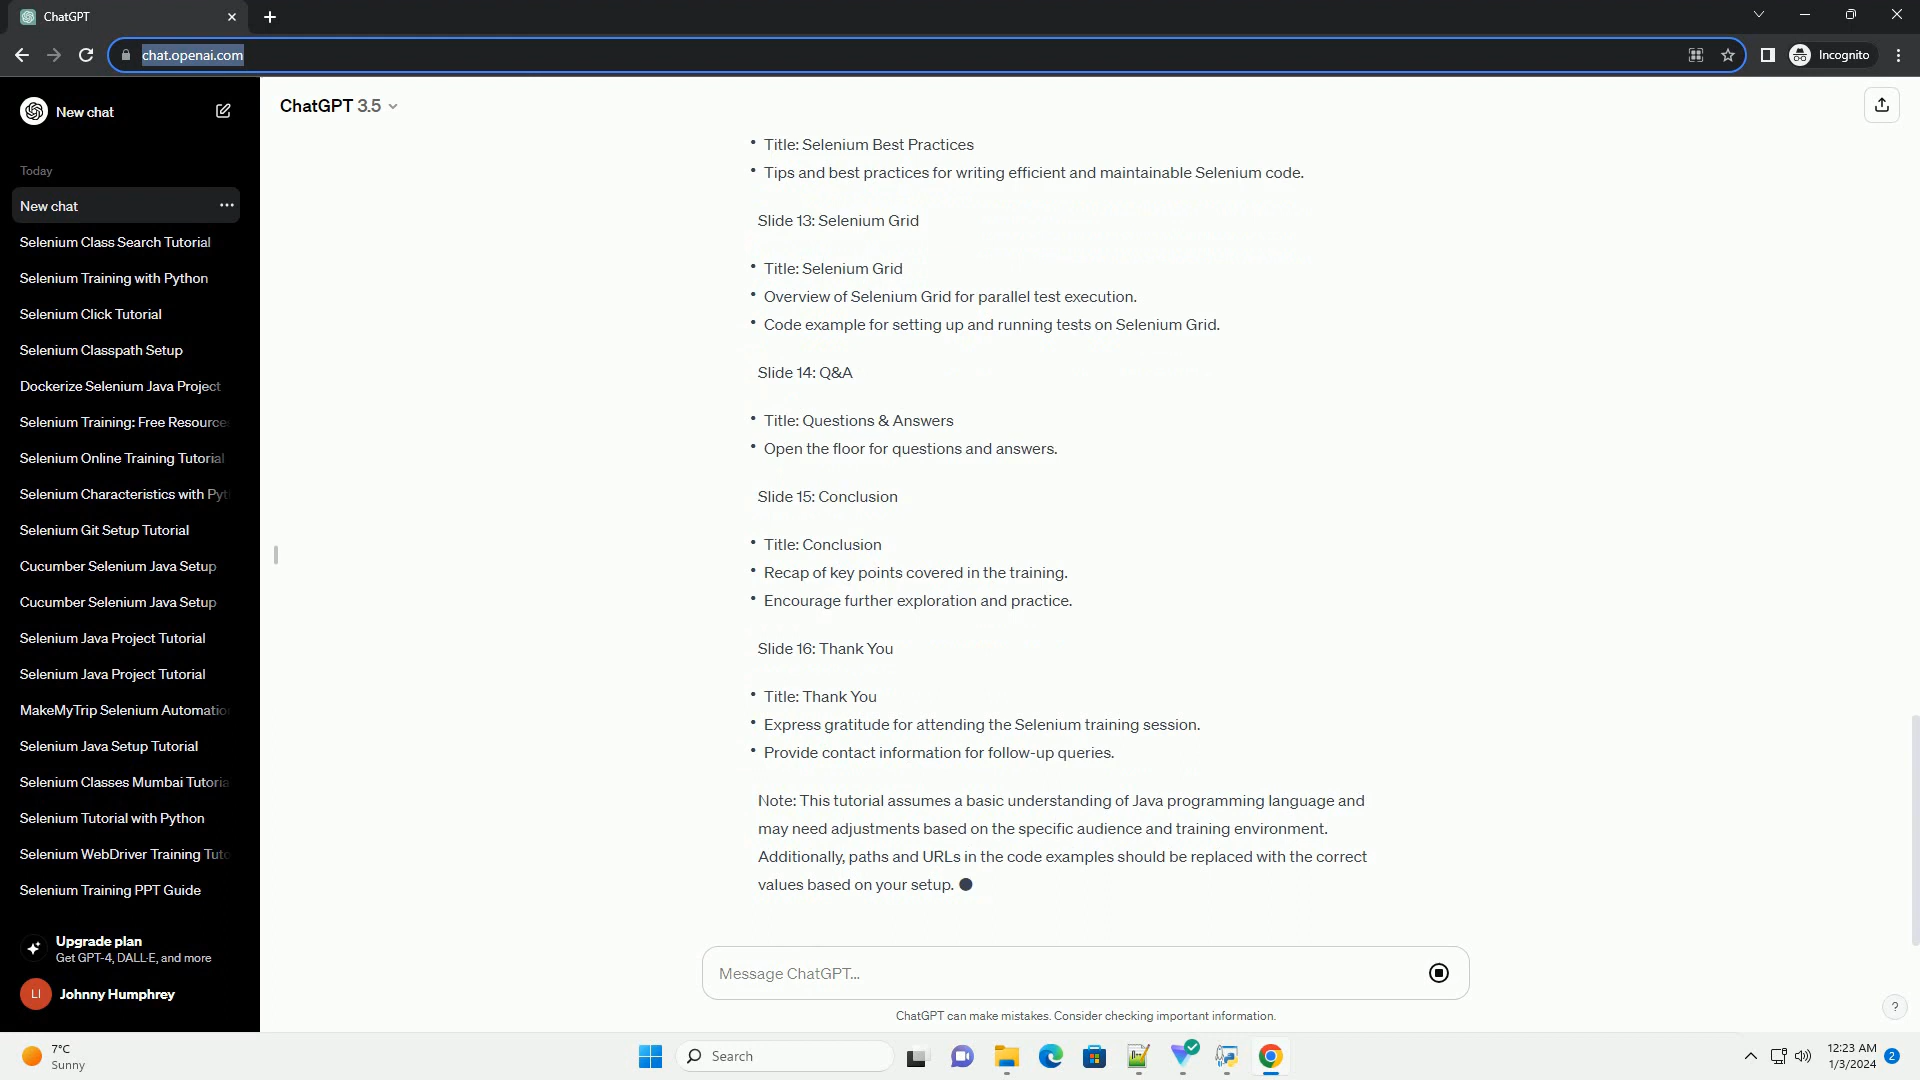 ChatGPT
chat.openai.com
Incognito
New chat
ChatGPT 3.5
Today
New chat
Selenium Class Search Tutorial
Selenium Training with Python
Selenium Click Tutorial
Selenium Classpath Setup
Dockerize Selenium Java Project
Selenium Training: Free Resource
Selenium Online Training Tutorial
Selenium Characteristics with Pyt
Selenium Git Setup Tutorial
Cucumber Selenium Java Setup
Cucumber Selenium Java Setup
Selenium Java Project Tutorial
Selenium Java Project Tutorial
MakeMyTrip Selenium Automatio
Selenium Java Setup Tutorial
Selenium Classes Mumbai Tutoria
Selenium Tutorial with Python
Selenium WebDriver Training Tuto
Selenium Training PPT Guide
Upgrade plan
Get GPT-4, DALL·E, and more
LI
Johnny Humphrey
• Title: Selenium Best Practices
• Tips and best practices for writing efficient and maintainable Selenium code.
Slide 13: Selenium Grid
• Title: Selenium Grid
• Overview of Selenium Grid for parallel test execution.
• Code example for setting up and running tests on Selenium Grid.
Slide 14: Q&A
• Title: Questions & Answers
• Open the floor for questions and answers.
Slide 15: Conclusion
• Title: Conclusion
• Recap of key points covered in the training.
• Encourage further exploration and practice.
Slide 16: Thank You
• Title: Thank You
• Express gratitude for attending the Selenium training session.
• Provide contact information for follow-up queries.
Note: This tutorial assumes a basic understanding of Java programming language and
may need adjustments based on the specific audience and training environment.
Additionally, paths and URLs in the code examples should be replaced with the correct
values based on your setup.
Message ChatGPT...
ChatGPT can make mistakes. Consider checking important information.
?
7°C
Sunny
Search
12:23 AM
1/3/2024
2